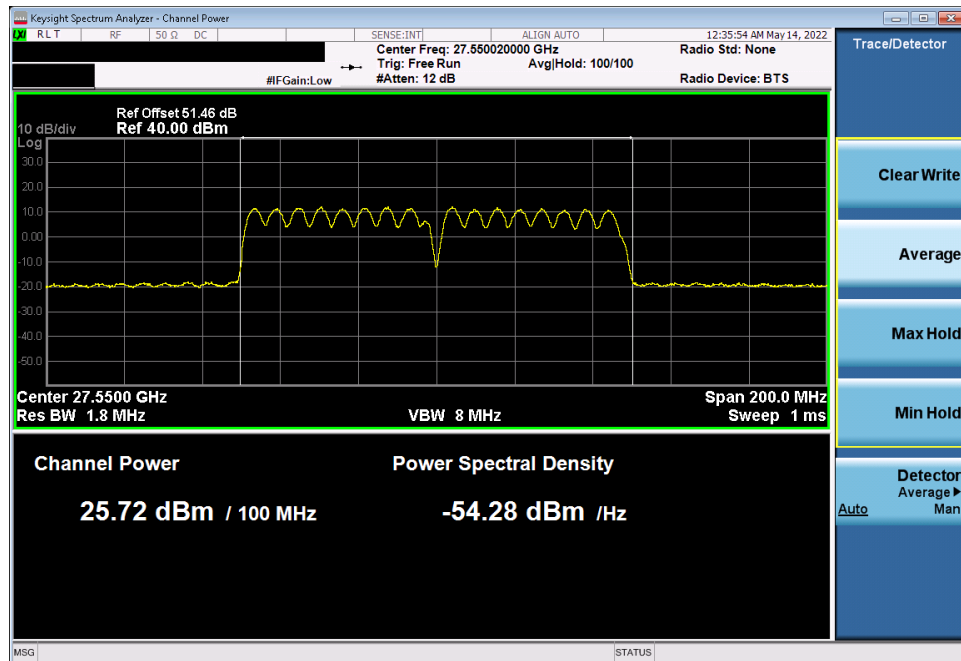 Keysight Spectrum Analyzer - Channel Power
LXI RLT RF 50 Ω DC SENSE:INT ALIGN AUTO 12:35:54 AM May 14, 2022
Center Freq: 27.550020000 GHz Radio Std: None
Trig: Free Run Avg|Hold: 100/100
#IFGain:Low #Atten: 12 dB Radio Device: BTS
Ref Offset 51.46 dB
10 dB/div Ref 40.00 dBm
Log
30.0
20.0
10.0
0.00
-10.0
-20.0
-30.0
-40.0
-50.0
Center 27.5500 GHz Span 200.0 MHz
Res BW 1.8 MHz VBW 8 MHz Sweep 1 ms
Channel Power Power Spectral Density
25.72 dBm / 100 MHz -54.28 dBm /Hz
Trace/Detector
Clear Write
Average
Max Hold
Min Hold
Detector
Average
Auto Man
MSG STATUS